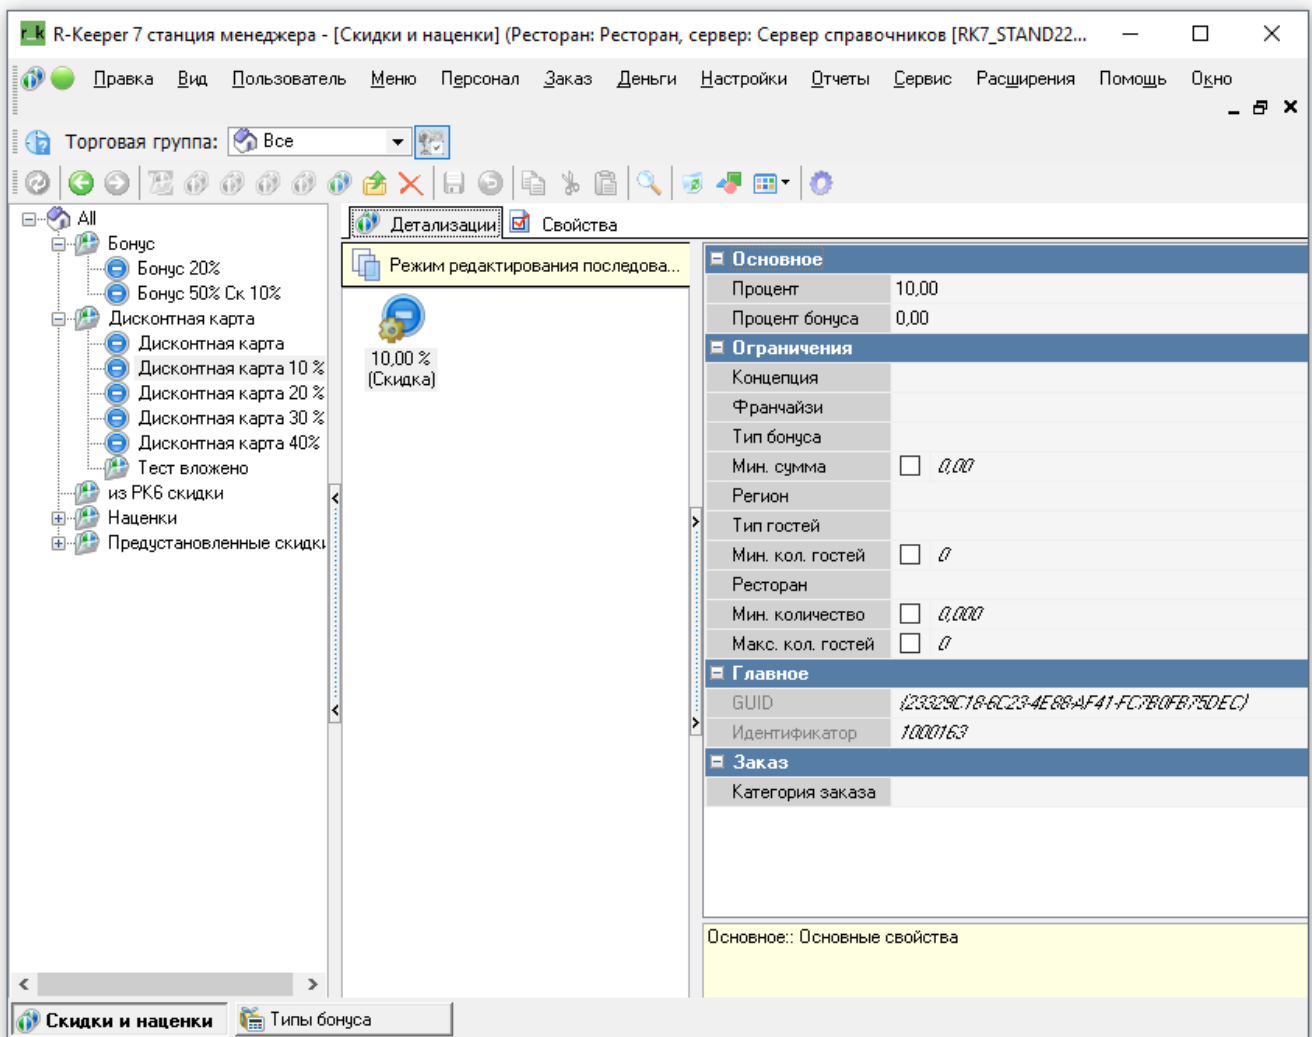 r_k R-Keeper 7 станция менеджера - [Скидки и наценки] (Ресторан: Ресторан, сервер: Сервер справочников [RK7_STAND22...
Правка Вид Пользователь Меню Персонал Заказ Деньги Настройки Отчеты Сервис Расширения Помощь Окно
Торговая группа: Все
All
Бонус
Бонус 20%
Бонус 50% Ск 10%
Дисконтная карта
Дисконтная карта
Дисконтная карта 10 %
Дисконтная карта 20 %
Дисконтная карта 30 %
Дисконтная карта 40%
Тест вложено
из РК6 скидки
Наценки
Предустановленные скидки
Детализации Свойства
Режим редактирования последова...
10,00 %
(Скидка)
Основное
Процент 10,00
Процент бонуса 0,00
Ограничения
Концепция
Франчайзи
Тип бонуса
Мин. сумма 0,00
Регион
Тип гостей
Мин. кол. гостей 0
Ресторан
Мин. количество 0,000
Макс. кол. гостей 0
Главное
GUID {23329C18-6C23-4E88-AF41-FC7B0FB75DEC}
Идентификатор 1000163
Заказ
Категория заказа
Основное:: Основные свойства
Скидки и наценки Типы бонуса